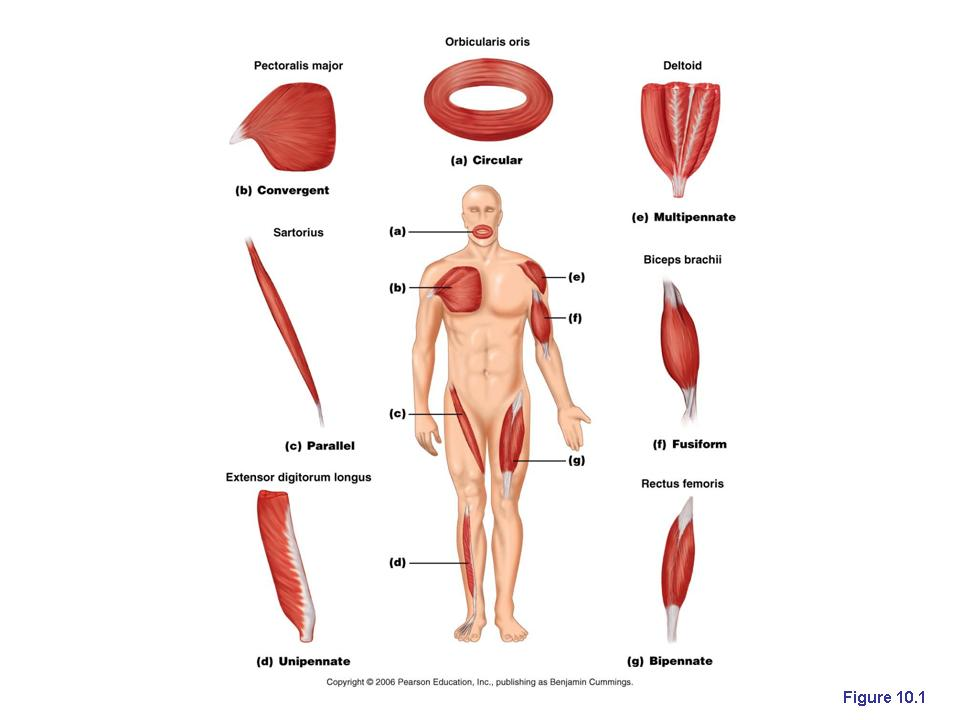 Orbicularis oris
Pectoralis major
Deltoid
(a) Circular
(b) Convergent
(e) Multipennate
Sartorius
(a)
Biceps brachii
(e)
(b)
(f)
(c)
(c) Parallel
(f) Fusiform
(g)
Extensor digitorum longus
Rectus femoris
(d)
(d) Unipennate
(g) Bipennate
Copyright © 2006 Pearson Education, Inc., publishing as Benjamin Cummings.
Figure 10.1